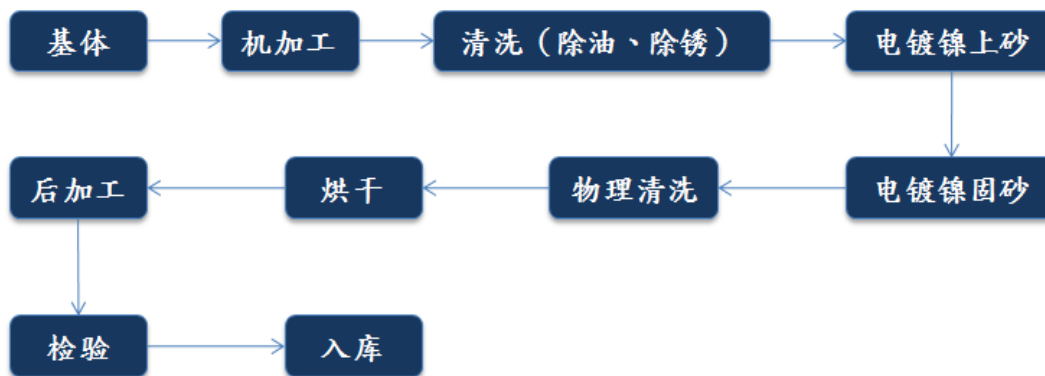 基体
机加工
清洗（除油、除锈）
电镀镍上砂
电镀镍固砂
物理清洗
烘干
后加工
检验
入库